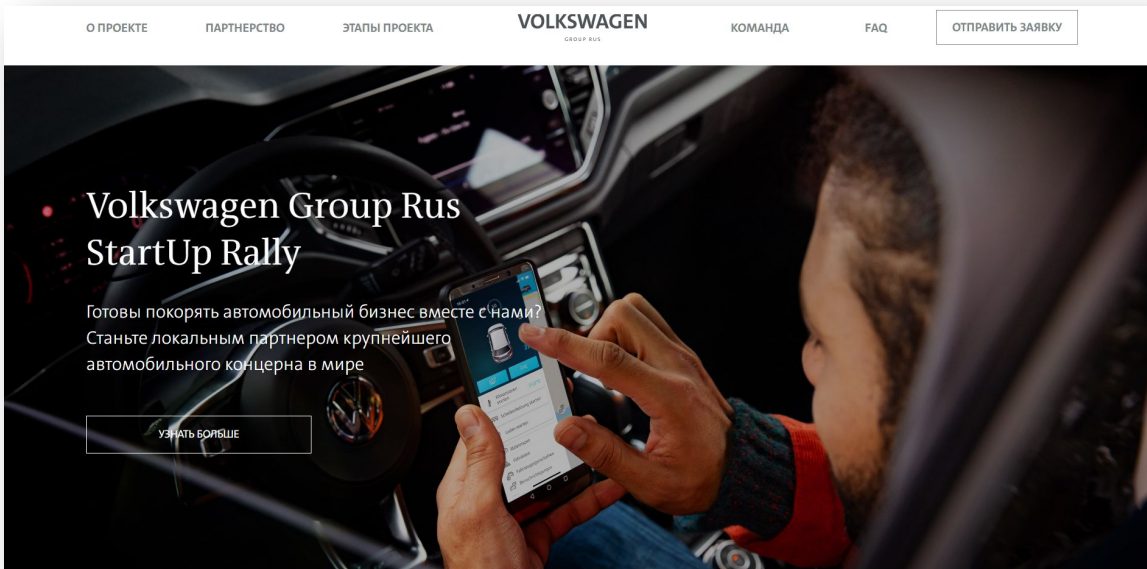 О ПРОЕКТЕ
ПАРТНЕРСТВО
ЭТАПЫ ПРОЕКТА
VOLKSWAGEN
GROUP RUS
КОМАНДА
FAQ
ОТПРАВИТЬ ЗАЯВКУ
Volkswagen Group Rus
StartUp Rally
Готовы покорять автомобильный бизнес вместе с нами?
Станьте локальным партнером крупнейшего
автомобильного концерна в мире
УЗНАТЬ БОЛЬШЕ